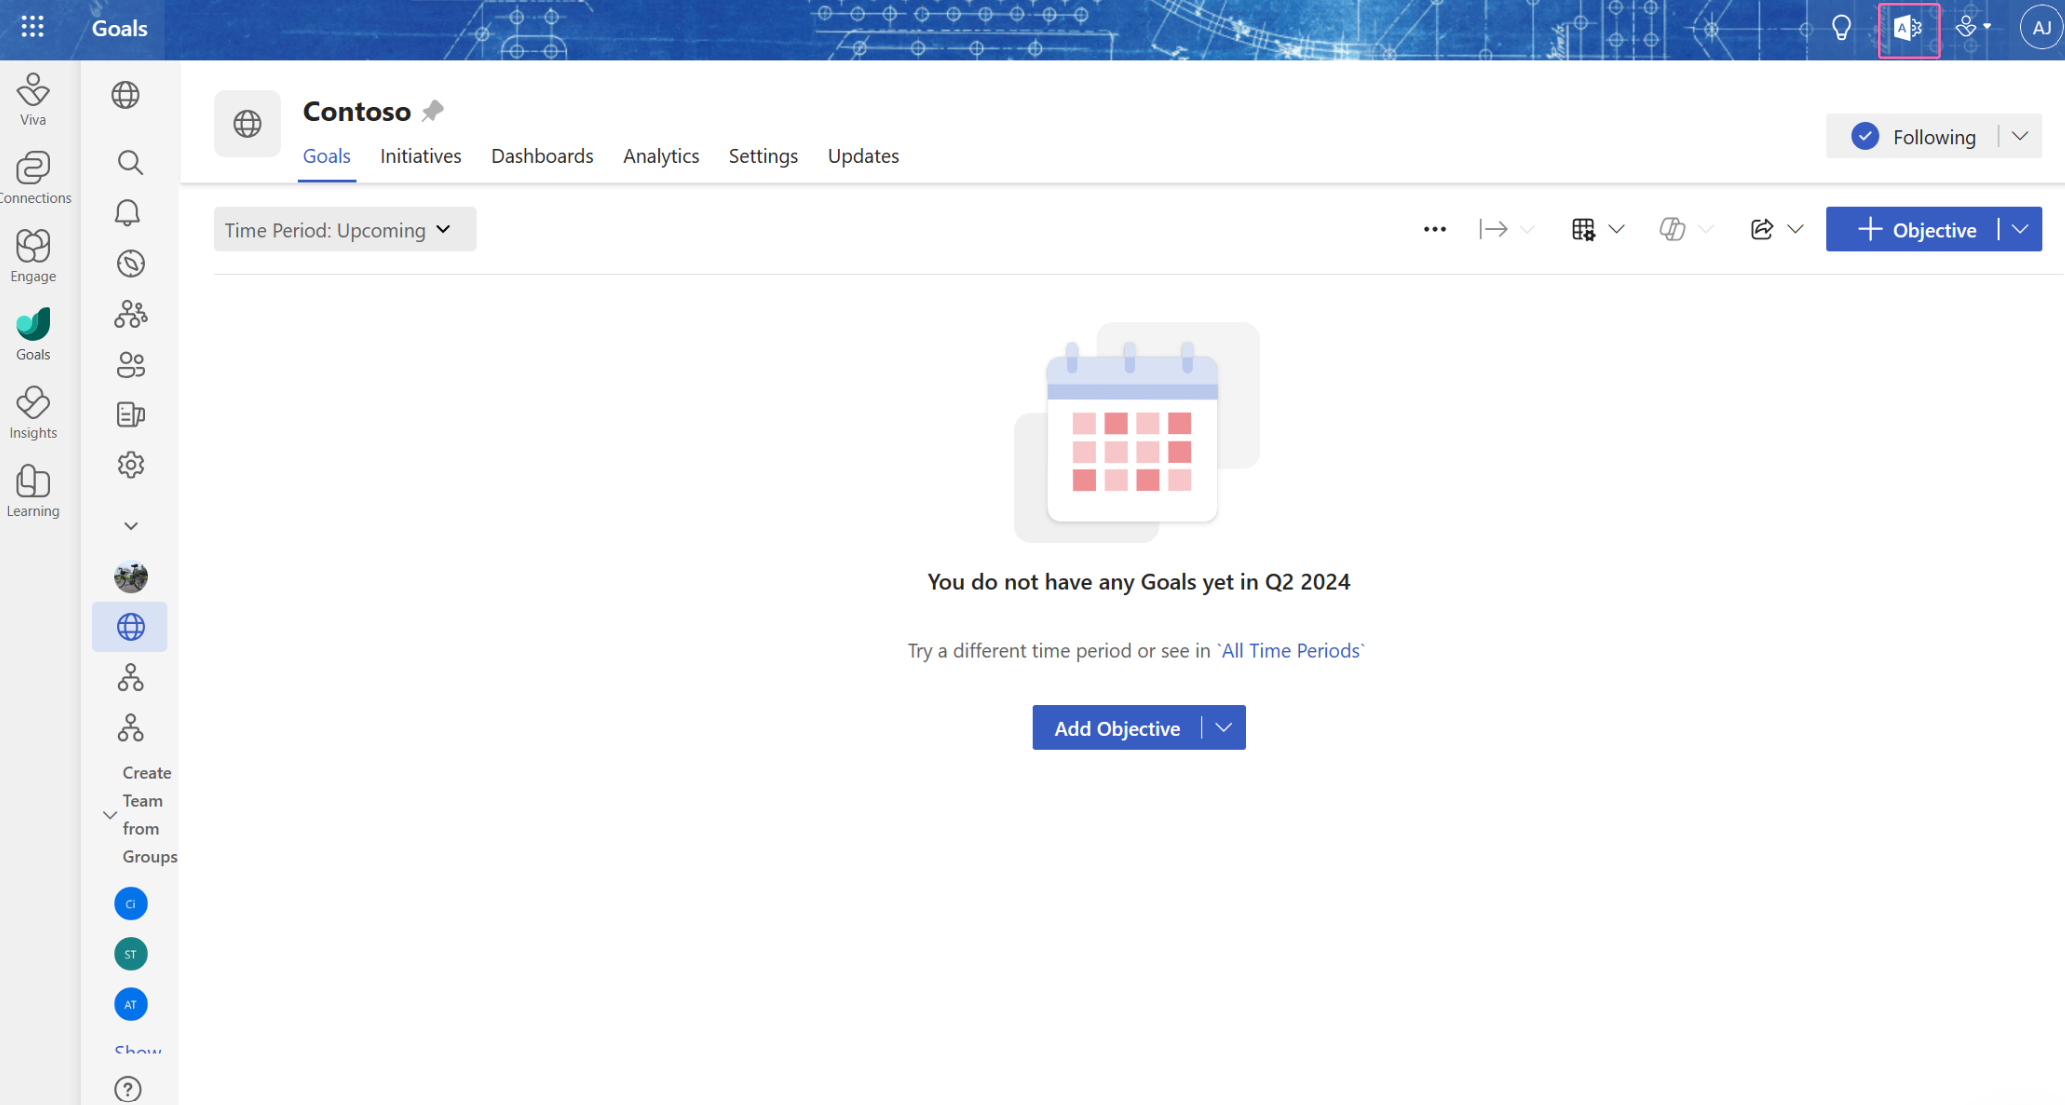 Goals
A
AJ
Viva
Connections
Engage
Goals
Insights
Learning
Create
Team
from
Groups
Ci
ST
AT
Show
Contoso
Goals Initiatives Dashboards Analytics Settings Updates
Following
Time Period: Upcoming
Objective
You do not have any Goals yet in Q2 2024
Try a different time period or see in `All Time Periods`
Add Objective